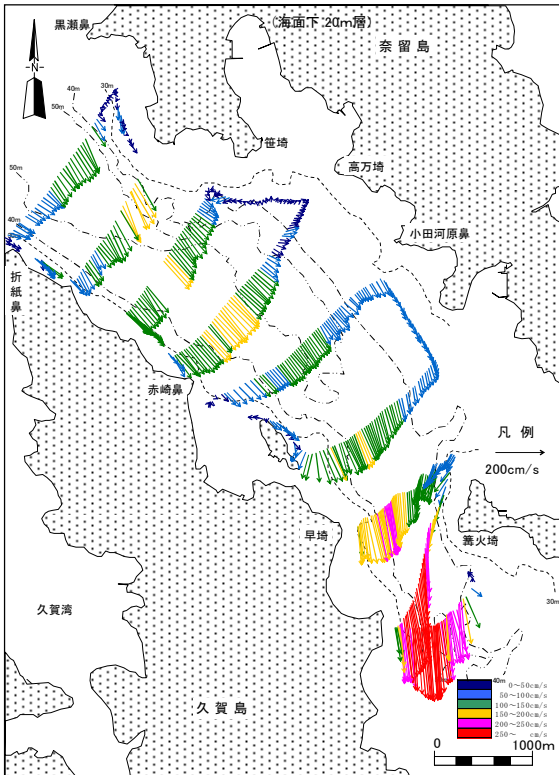 黒瀬鼻
(海面下 20m層)
奈留島
N
40m
30m
50m
笹埼
高万埼
50m
小田河原鼻
40m
折紙鼻
赤崎鼻
凡例
200cm/s
早埼
篝火埼
30m
久賀湾
久賀島
40m
0～50cm/s
50～100cm/s
100～150cm/s
150～200cm/s
200～250cm/s
250～ cm/s
0
1000m